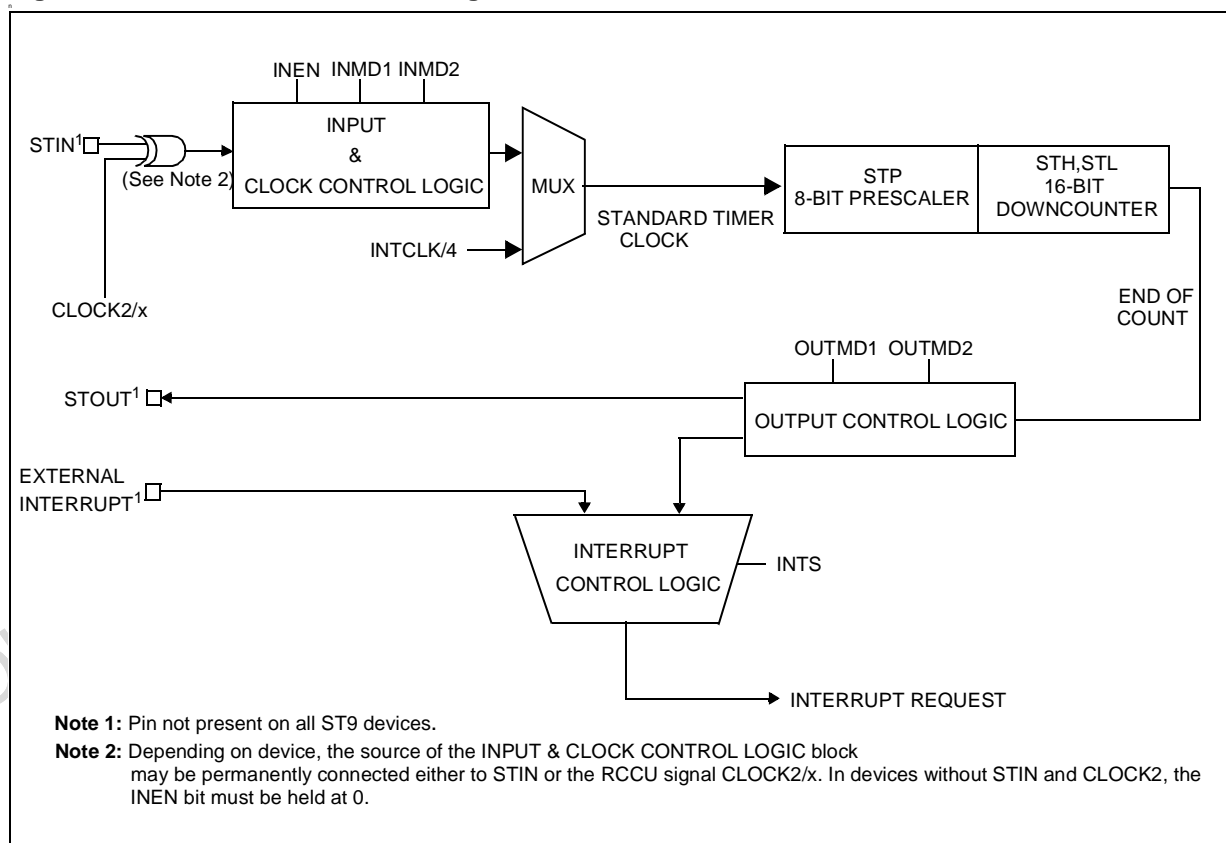 INEN INMD1 INMD2
STIN1
(See Note 2)
INPUT
&
CLOCK CONTROL LOGIC
MUX
INTCLK/4
CLOCK2/x
STANDARD TIMER
CLOCK
STP
8-BIT PRESCALER
STH,STL
16-BIT
DOWNCOUNTER
END OF
COUNT
OUTMD1 OUTMD2
STOUT1
OUTPUT CONTROL LOGIC
EXTERNAL
INTERRUPT1
INTERRUPT
CONTROL LOGIC
INTS
INTERRUPT REQUEST
Note 1: Pin not present on all ST9 devices.
Note 2: Depending on device, the source of the INPUT & CLOCK CONTROL LOGIC block
may be permanently connected either to STIN or the RCCU signal CLOCK2/x. In devices without STIN and CLOCK2, the
INEN bit must be held at 0.